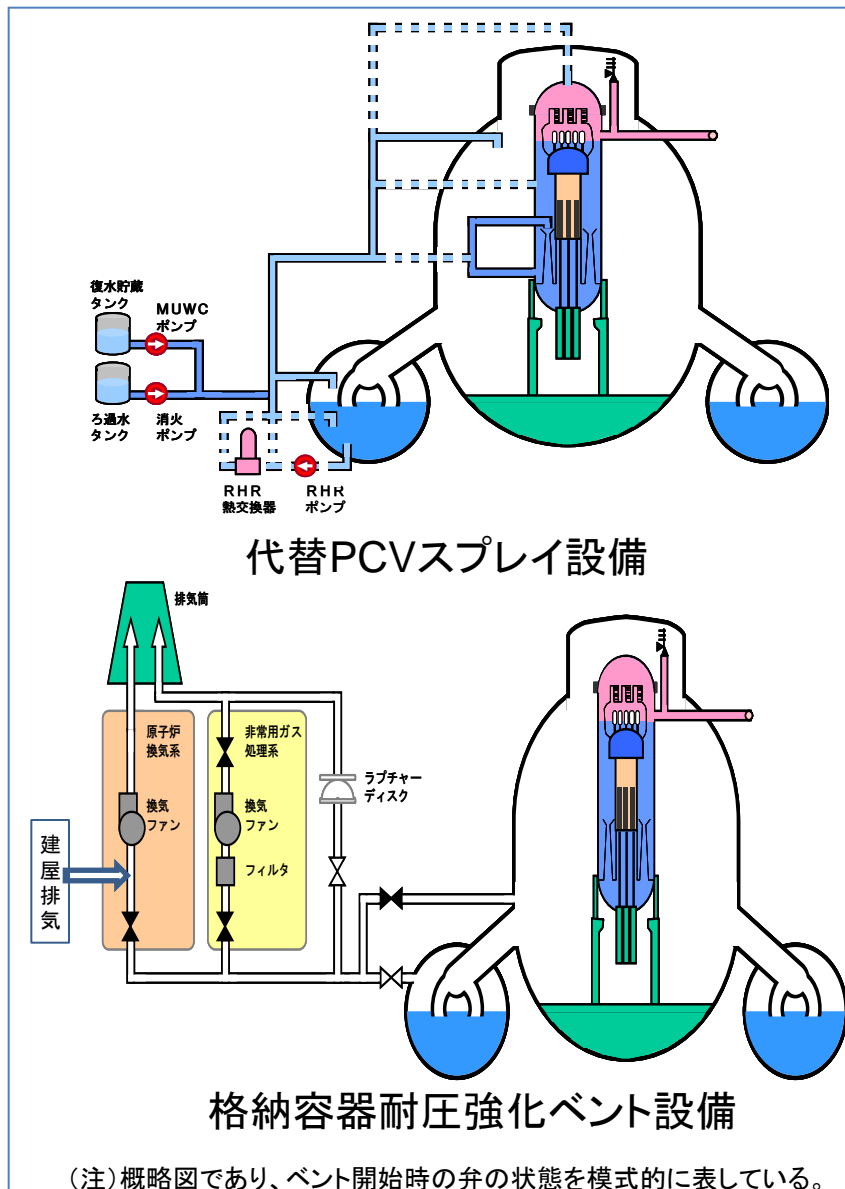 復水貯蔵
タンク
MUWC
ポンプ
ろ過水
タンク
消火
ポンプ
RHR
熱交換器
RHR
ポンプ
代替PCVスプレイ設備
排気筒
原子炉
換気系
非常用ガス
処理系
ラプチャー
ディスク
換気
ファン
換気
ファン
フィルタ
建屋排気
格納容器耐圧強化ベント設備
(注)概略図であり、ベント開始時の弁の状態を模式的に表している。